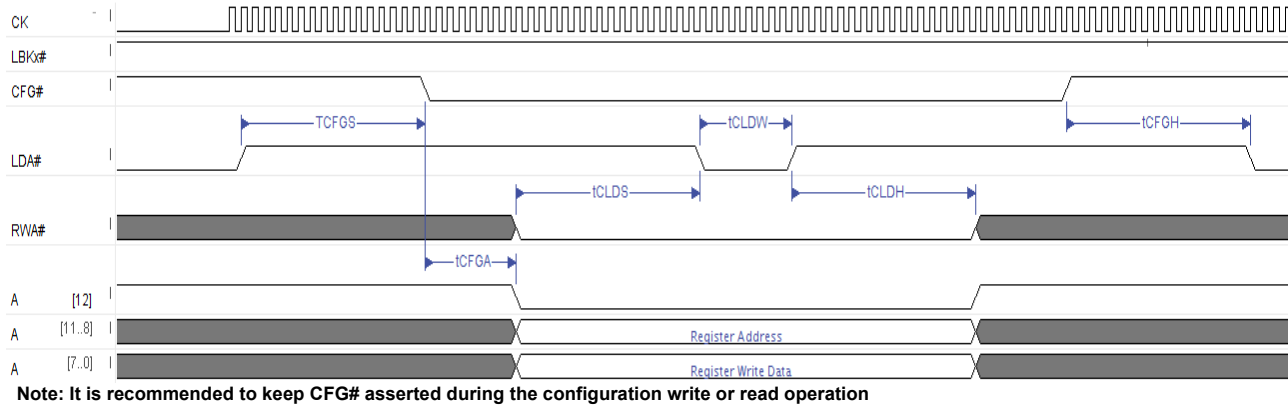 CK
LBKx#
CFG#
TCFGS
tCLDW
tCFGH
LDA#
tCLDS
tCLDH
RWA#
tCFGA
A [12]
A [11..8] Register Address
A [7..0] Register Write Data
Note: It is recommended to keep CFG# asserted during the configuration write or read operation